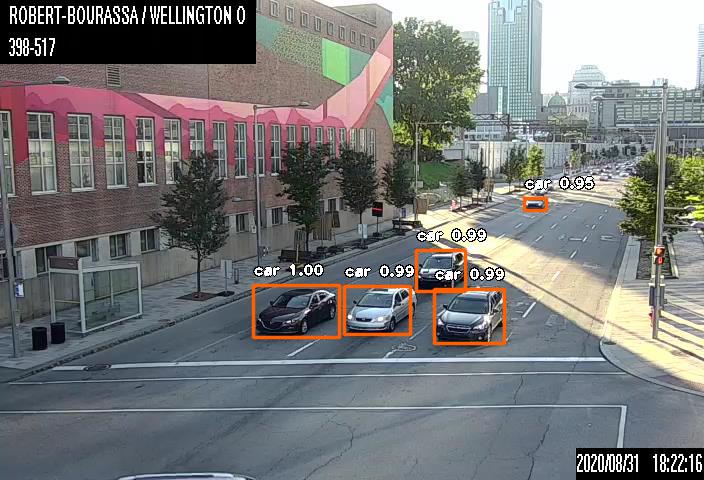 ROBERT-BOURASSA / WELLINGTON O
398-517
car 0.95
car 0.99
car 1.00
car 0.99
car 0.99
2020/08/31 18:22:16